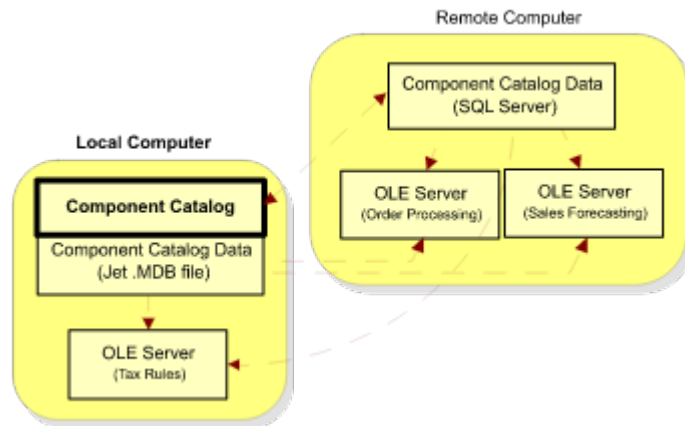 Remote Computer
Component Catalog Data
(SQL Server)
OLE Server
(Order Processing)
OLE Server
(Sales Forecasting)
Local Computer
Component Catalog
Component Catalog Data
(Jet .MDB file)
OLE Server
(Tax Rules)